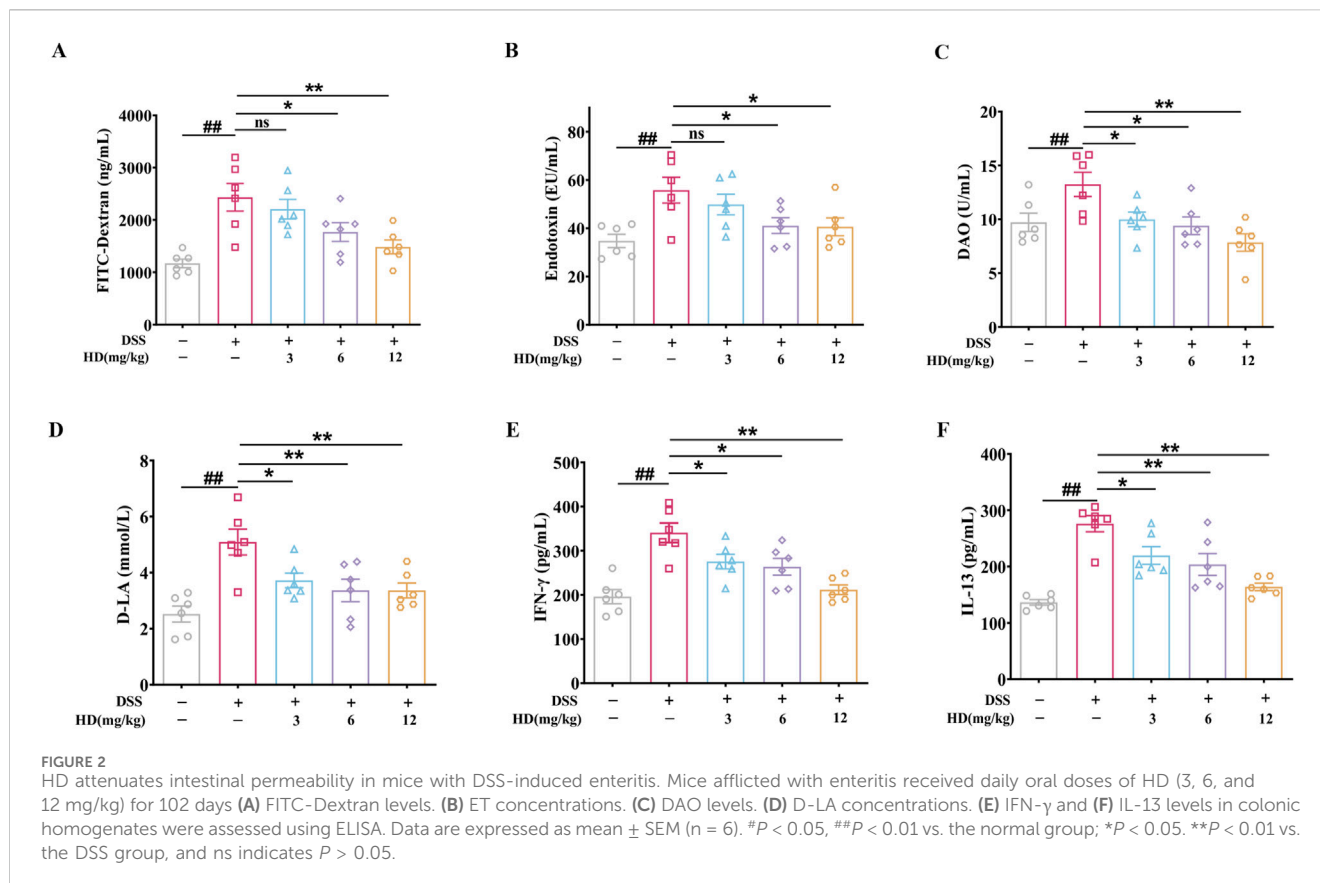 A
FITC-Dextran (ng/mL)
4000
3000
2000
1000
0
##
ns
*
**
DSS − + + + +
HD(mg/kg) − − 3 6 12
B
Endotoxin (EU/mL)
80
60
40
20
0
##
ns
*
*
DSS − + + + +
HD(mg/kg) − − 3 6 12
C
DAO (U/mL)
20
15
10
5
0
##
*
*
**
DSS − + + + +
HD(mg/kg) − − 3 6 12
D
D-LA (mmol/L)
8
6
4
2
0
##
*
**
**
DSS − + + + +
HD(mg/kg) − − 3 6 12
E
IFN-γ (pg/mL)
500
400
300
200
100
0
##
*
*
**
DSS − + + + +
HD(mg/kg) − − 3 6 12
F
IL-13 (pg/mL)
400
300
200
100
0
##
*
**
**
DSS − + + + +
HD(mg/kg) − − 3 6 12
FIGURE 2
HD attenuates intestinal permeability in mice with DSS-induced enteritis. Mice afflicted with enteritis received daily oral doses of HD (3, 6, and
12 mg/kg) for 102 days (A) FITC-Dextran levels. (B) ET concentrations. (C) DAO levels. (D) D-LA concentrations. (E) IFN-γ and (F) IL-13 levels in colonic
homogenates were assessed using ELISA. Data are expressed as mean ± SEM (n = 6). #P < 0.05, ##P < 0.01 vs. the normal group; *P < 0.05. **P < 0.01 vs.
the DSS group, and ns indicates P > 0.05.